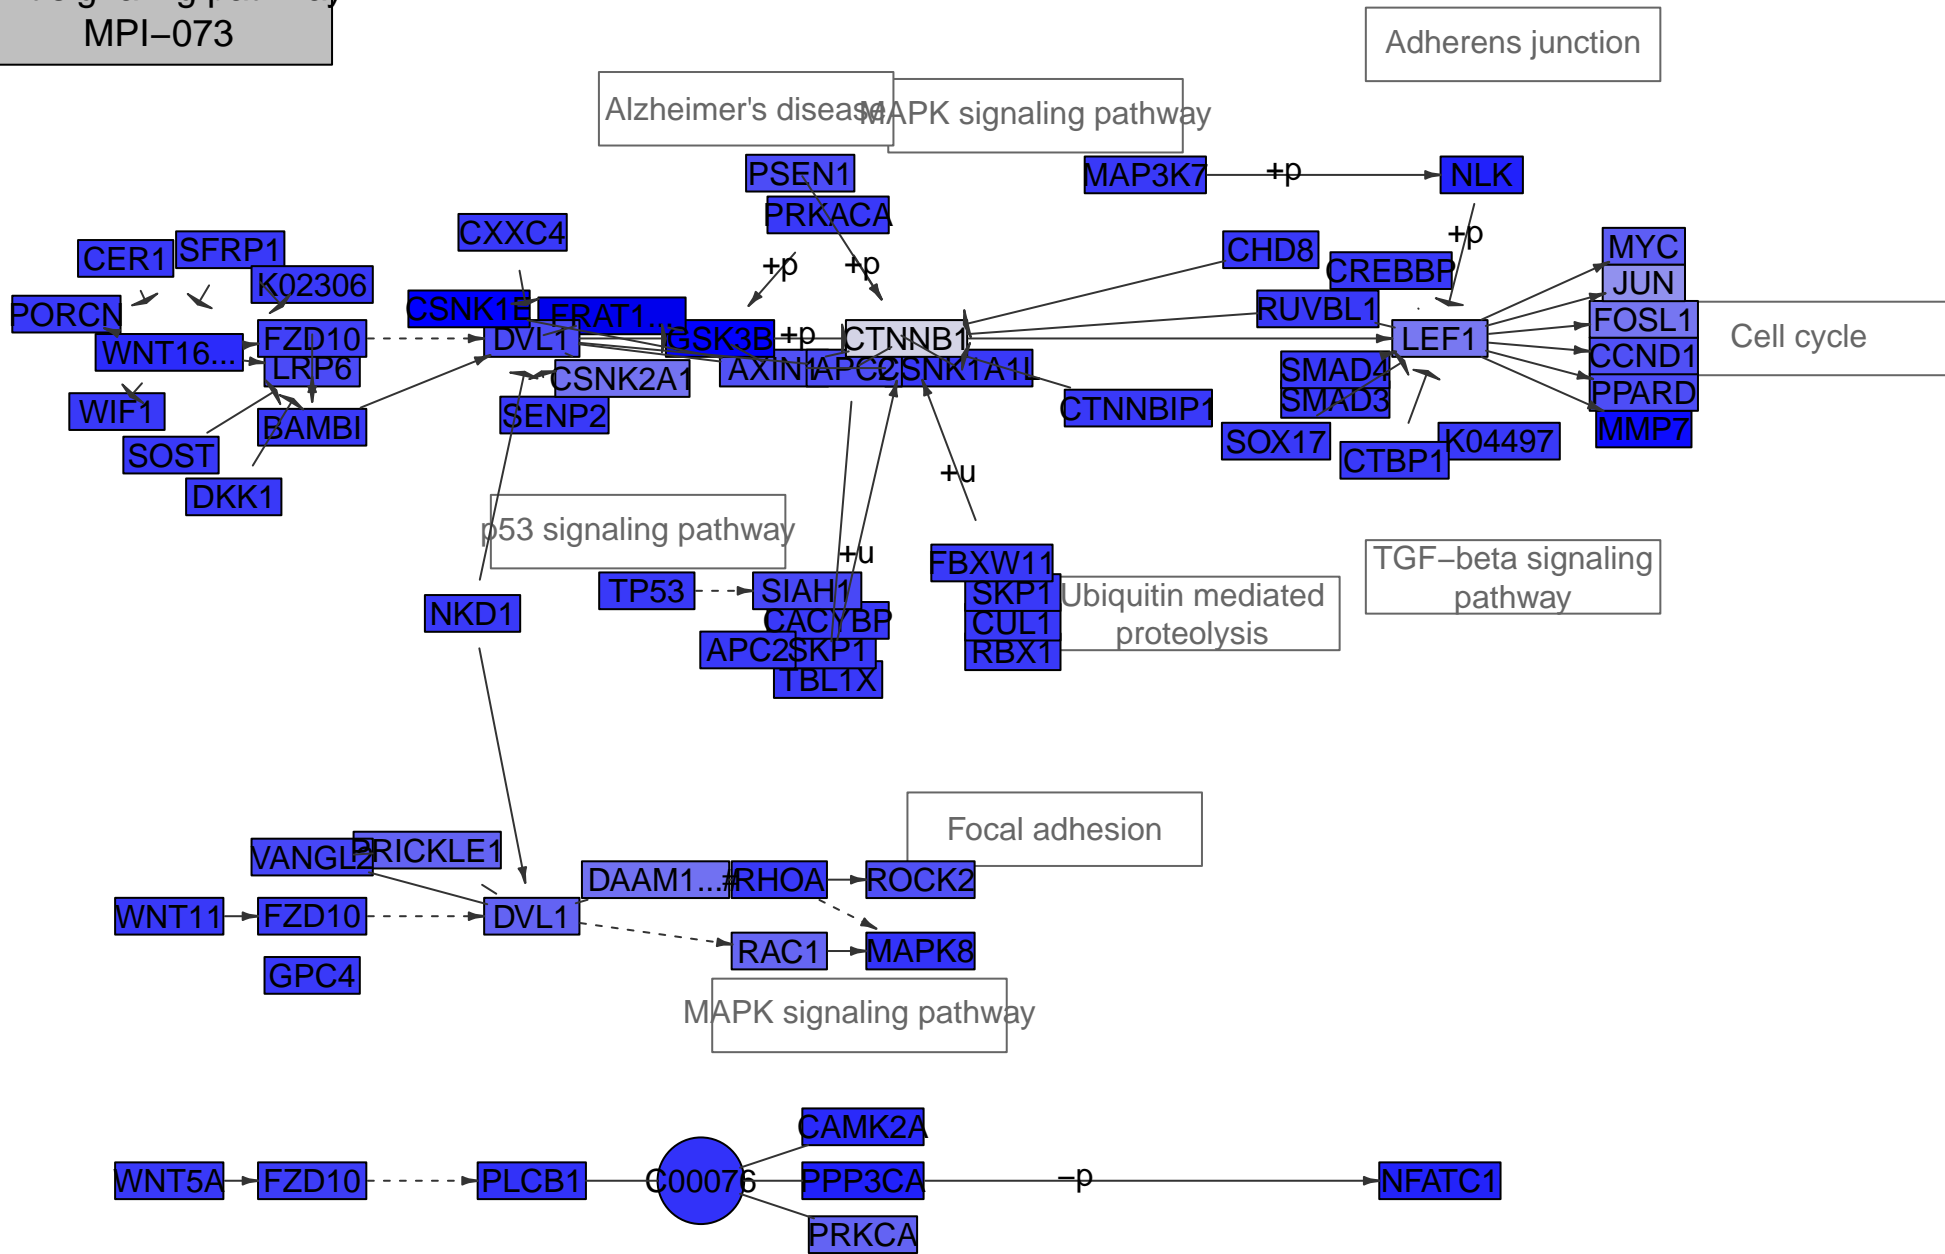 signaling pathway
MPI−073
Adherens junction
Alzheimer's disease
MAPK signaling pathway
PSEN1
MAP3K7
+p
NLK
PRKACA
CXXC4
CER1
SFRP1
K02306
+p
+p
CHD8
CREBBP
+p
MYC
JUN
PORCN
CSNK1E
FRAT1...
RUVBL1
FOSL1
WNT16...
FZD10
DVL1
GSK3B
+p
CTNNB1
LEF1
Cell cycle
LRP6
CSNK2A1
AXIN1
APC2
CSNK1A1L
SMAD4
CCND1
SMAD3
PPARD
WIF1
BAMBI
SENP2
CTNNBIP1
MMP7
SOST
SOX17
CTBP1
K04497
DKK1
+u
p53 signaling pathway
+u
FBXW11
TGF−beta signaling
pathway
TP53
SIAH1
SKP1
Ubiquitin mediated
proteolysis
NKD1
CACYBP
CUL1
APC2
SKP1
RBX1
TBL1X
Focal adhesion
VANGL2
PRICKLE1
DAAM1...
RHOA
ROCK2
WNT11
FZD10
DVL1
RAC1
MAPK8
GPC4
MAPK signaling pathway
CAMK2A
WNT5A
FZD10
PLCB1
C00076
PPP3CA
−p
NFATC1
PRKCA